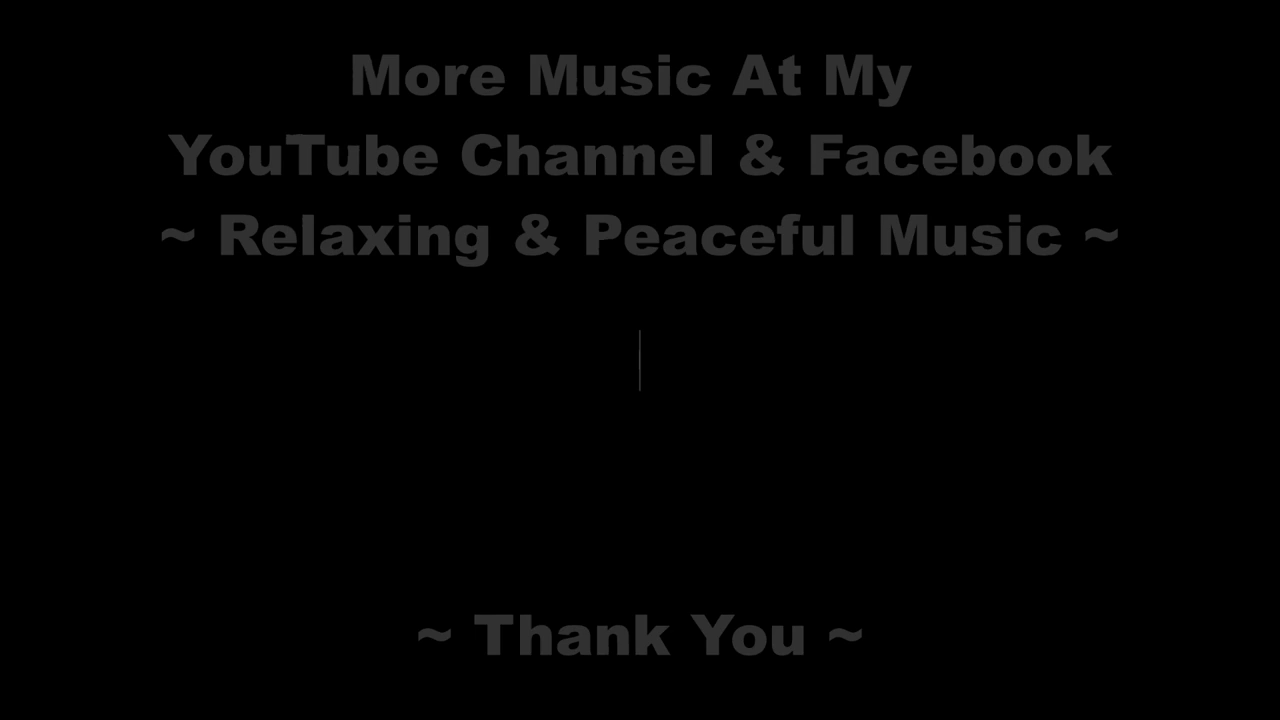 More Music At My
YouTube Channel & Facebook
~ Relaxing & Peaceful Music ~
~ Thank You ~